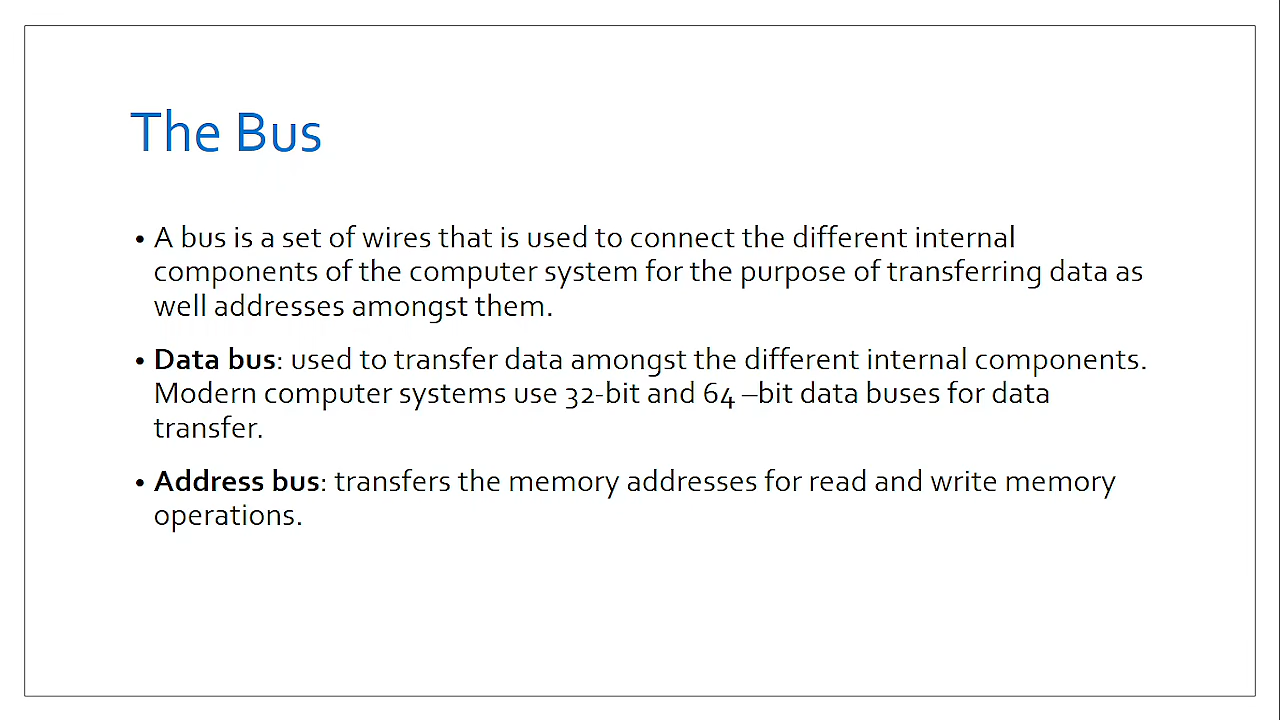 The Bus
• A bus is a set of wires that is used to connect the different internal
components of the computer system for the purpose of transferring data as
well addresses amongst them.
• Data bus: used to transfer data amongst the different internal components.
Modern computer systems use 32-bit and 64 –bit data buses for data
transfer.
• Address bus: transfers the memory addresses for read and write memory
operations.